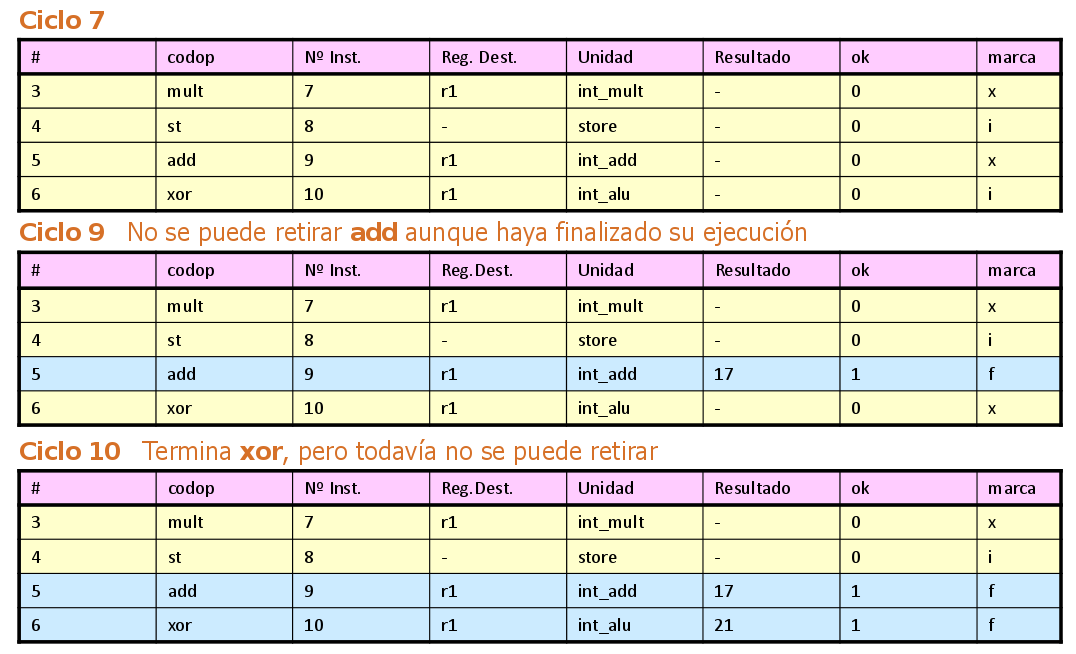 Ciclo 7
# codop Nº Inst. Reg. Dest. Unidad Resultado ok marca
3 mult 7 r1 int_mult - 0 x
4 st 8 - store - 0 i
5 add 9 r1 int_add - 0 x
6 xor 10 r1 int_alu - 0 i
Ciclo 9 No se puede retirar add aunque haya finalizado su ejecución
# codop Nº Inst. Reg.Dest. Unidad Resultado ok marca
3 mult 7 r1 int_mult - 0 x
4 st 8 - store - 0 i
5 add 9 r1 int_add 17 1 f
6 xor 10 r1 int_alu - 0 x
Ciclo 10 Termina xor, pero todavía no se puede retirar
# codop Nº Inst. Reg.Dest. Unidad Resultado ok marca
3 mult 7 r1 int_mult - 0 x
4 st 8 - store - 0 i
5 add 9 r1 int_add 17 1 f
6 xor 10 r1 int_alu 21 1 f